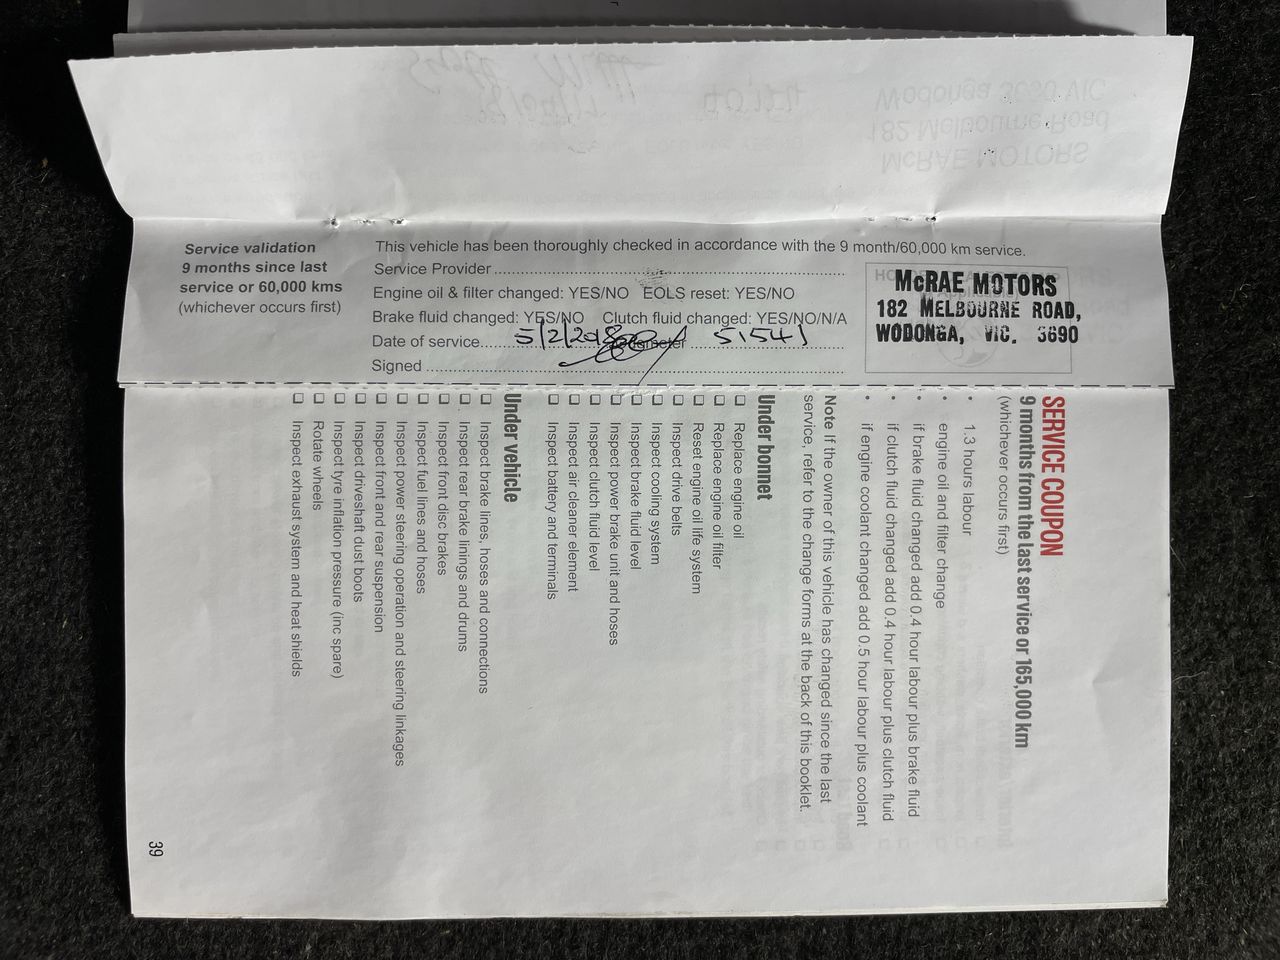 Service validation
9 months since last
service or 60,000 kms
(whichever occurs first)
This vehicle has been thoroughly checked in accordance with the 9 month/60,000 km service.
Service Provider
Engine oil & filter changed: YES/NO EOLS reset: YES/NO
Brake fluid changed: YES/NO Clutch fluid changed: YES/NO/N/A
Date of service 5/2/20 Odometer 51541
Signed
McRAE MOTORS
182 MELBOURNE ROAD,
WODONGA, VIC. 3690
SERVICE COUPON
9 months from the last service or 165,000 km
(whichever occurs first)
• 1.3 hours labour
• engine oil and filter change
• if brake fluid changed add 0.4 hour labour plus brake fluid
• if clutch fluid changed add 0.4 hour labour plus clutch fluid
• if engine coolant changed add 0.5 hour labour plus coolant
Note If the owner of this vehicle has changed since the last
service, refer to the change forms at the back of this booklet.
Under bonnet
❏ Replace engine oil
❏ Replace engine oil filter
❏ Reset engine oil life system
❏ Inspect drive belts
❏ Inspect cooling system
❏ Inspect brake fluid level
❏ Inspect power brake unit and hoses
❏ Inspect clutch fluid level
❏ Inspect air cleaner element
❏ Inspect battery and terminals
Under vehicle
❏ Inspect brake lines, hoses and connections
❏ Inspect rear brake linings and drums
❏ Inspect front disc brakes
❏ Inspect fuel lines and hoses
❏ Inspect power steering operation and steering linkages
❏ Inspect front and rear suspension
❏ Inspect driveshaft dust boots
❏ Inspect tyre inflation pressure (inc spare)
❏ Rotate wheels
❏ Inspect exhaust system and heat shields
39